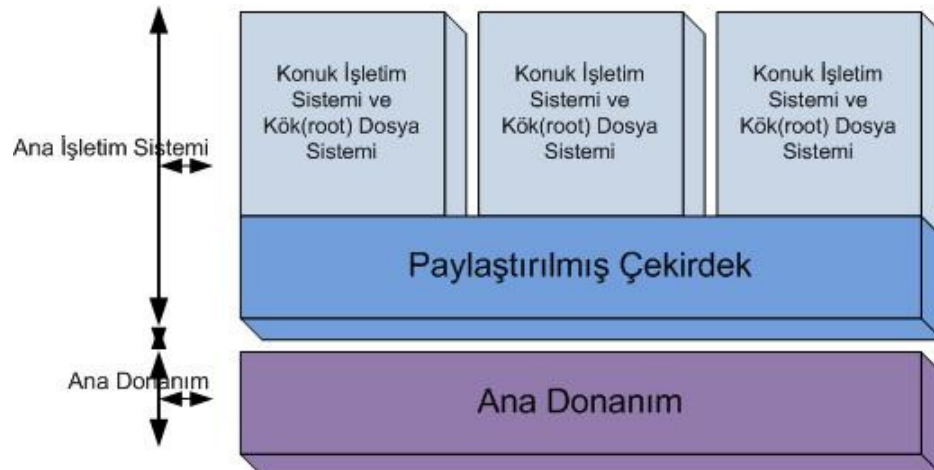 Konuk İşletim
Sistemi ve
Kök(root) Dosya
Sistemi
Konuk İşletim
Sistemi ve
Kök(root) Dosya
Sistemi
Konuk İşletim
Sistemi ve
Kök(root) Dosya
Sistemi
Ana İşletim Sistemi
Paylaştırılmış Çekirdek
Ana Donanım
Ana Donanım